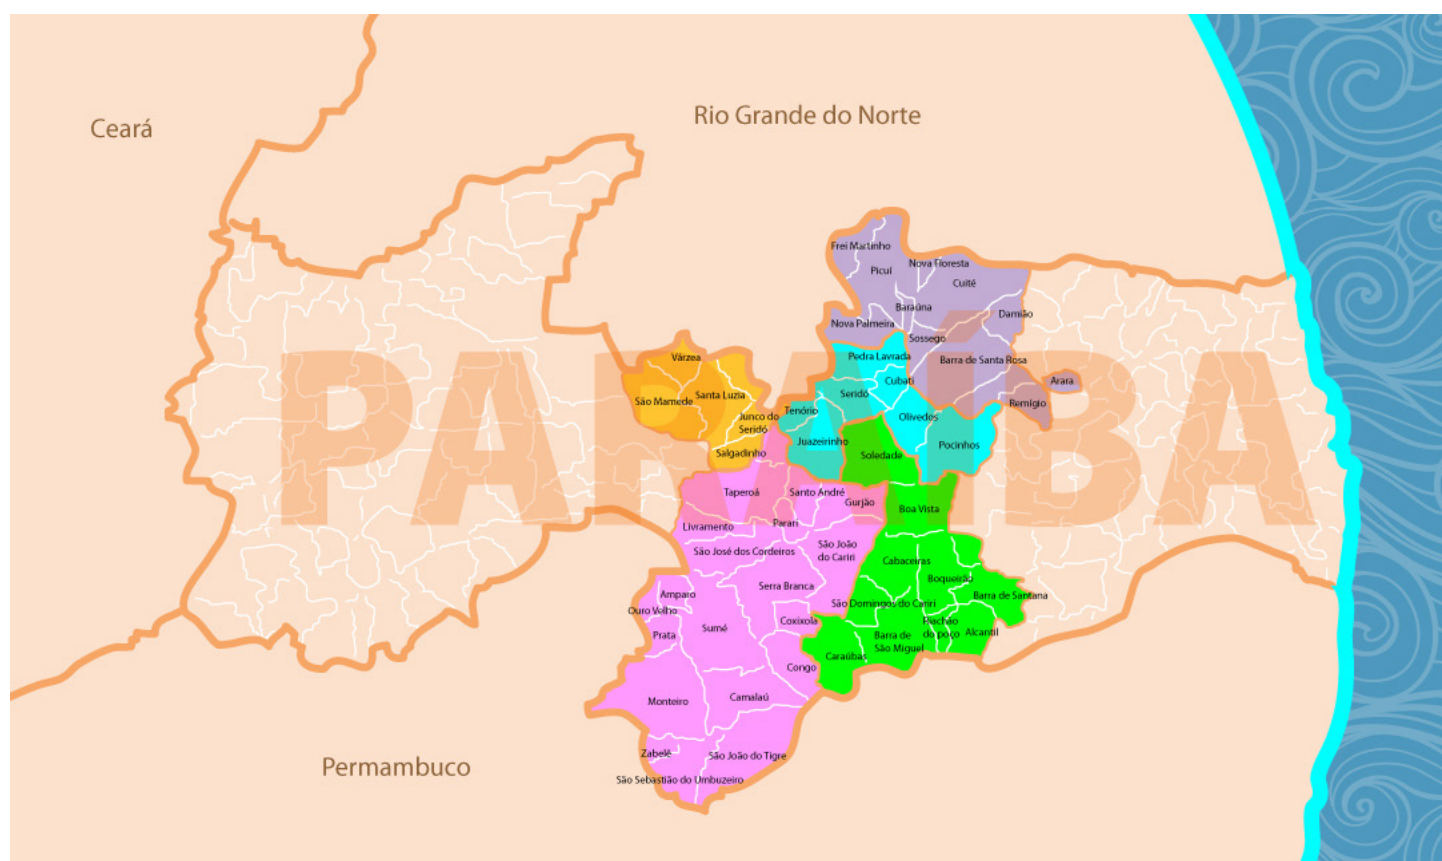 Ceará
Rio Grande do Norte
PARAÍBA
Frei Martinho
Nova Floresta
Picuí
Cuité
Baraúna
Damião
Nova Palmeira
Sossego
Pedra Lavrada
Barra de Santa Rosa
Várzea
Cubati
Arara
Santa Luzia
Seridó
São Mamede
Remígio
Tenório
Olivedos
Junco do
Seridó
Juazeirinho
Pocinhos
Salgadinho
Soledade
Taperoá
Santo André
Gurjão
Boa Vista
Livramento
Parari
São José dos Cordeiros
São João
do Cariri
Cabaceiras
Boqueirão
Serra Branca
Amparo
Barra de Santana
São Domingos do Cariri
Ouro Velho
Coxixola
Riachão
do poço
Sumé
Prata
Alcantil
Barra de
São Miguel
Caraúbas
Congo
Monteiro
Camalaú
Zabelê
São João do Tigre
Permambuco
São Sebastião do Umbuzeiro